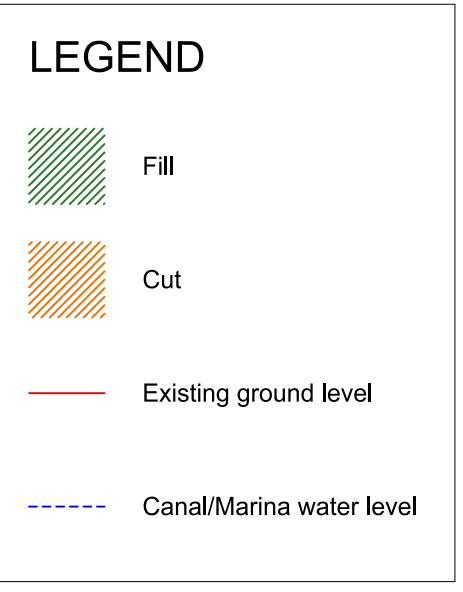 LEGEND
Fill
Cut
Existing ground level
Canal/Marina water level